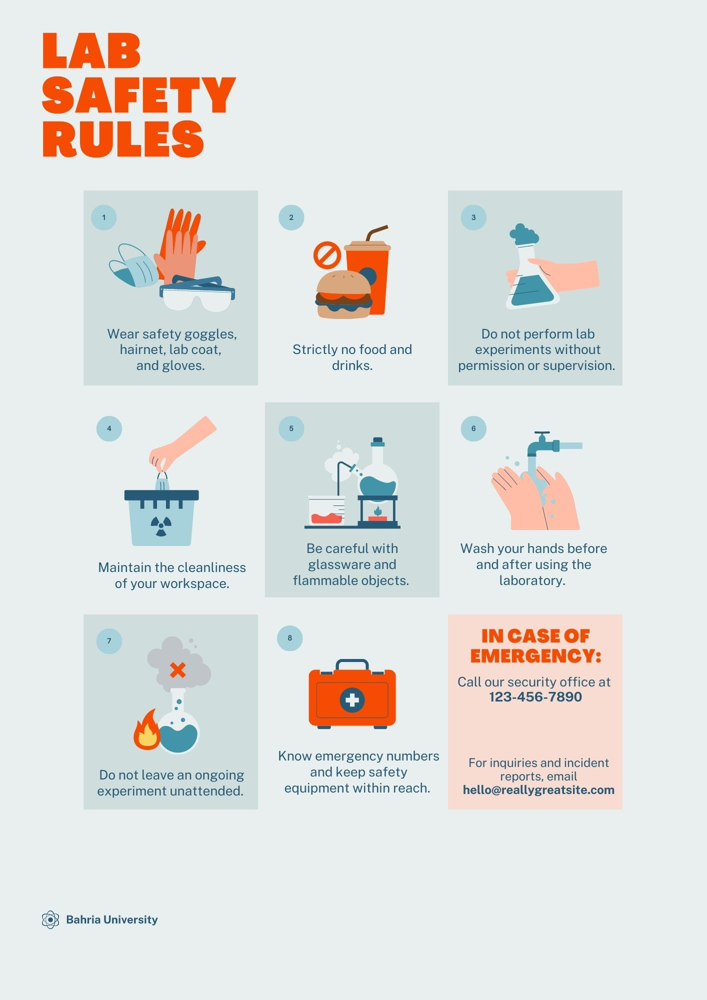 LAB
SAFETY
RULES
1
Wear safety goggles,
hairnet, lab coat,
and gloves.
2
Strictly no food and
drinks.
3
Do not perform lab
experiments without
permission or supervision.
4
Maintain the cleanliness
of your workspace.
5
Be careful with
glassware and
flammable objects.
6
Wash your hands before
and after using the
laboratory.
7
Do not leave an ongoing
experiment unattended.
8
Know emergency numbers
and keep safety
equipment within reach.
IN CASE OF
EMERGENCY:
Call our security office at
123-456-7890
For inquiries and incident
reports, email
hello@reallygreatsite.com
Bahria University